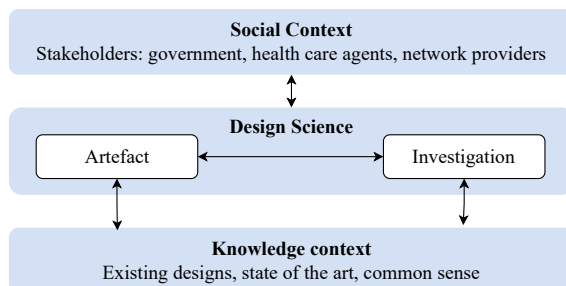 Social Context
Stakeholders: government, health care agents, network providers
Design Science
Artefact
Investigation
Knowledge context
Existing designs, state of the art, common sense